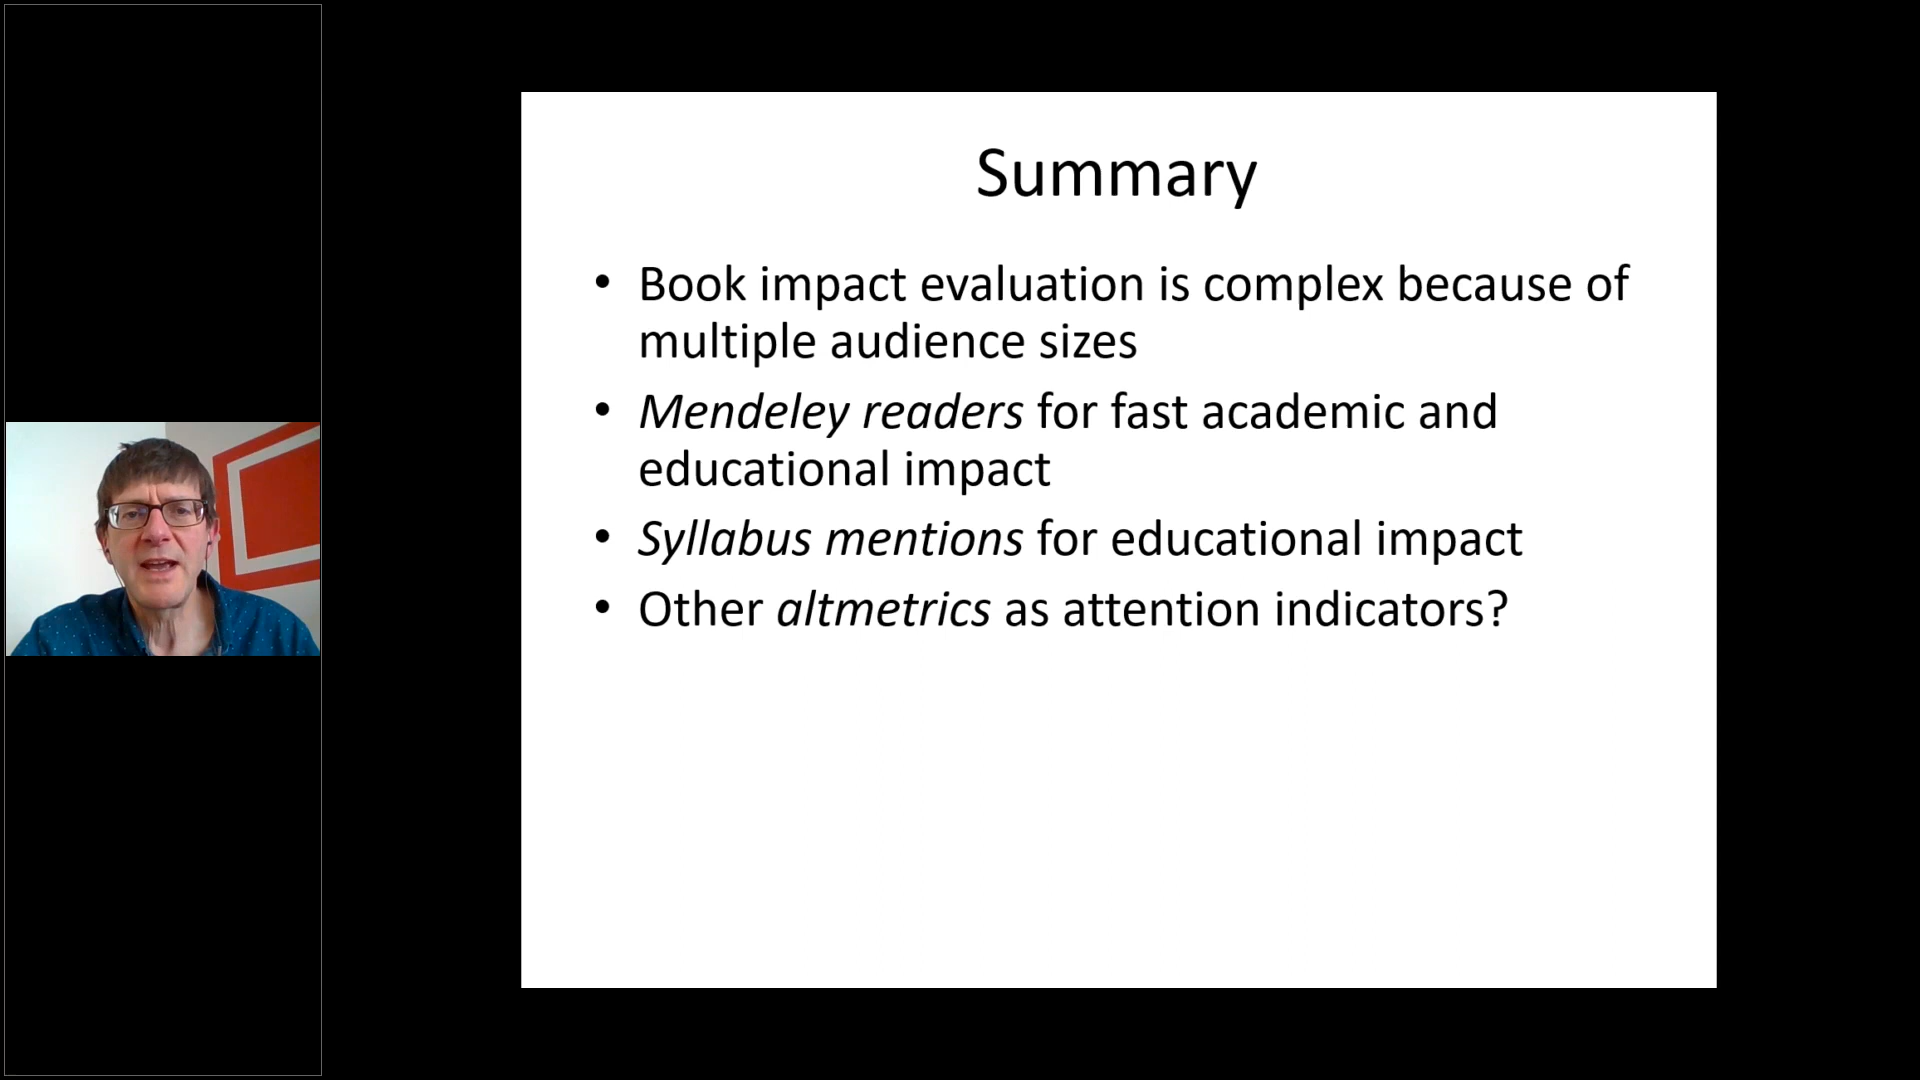 Summary
• Book impact evaluation is complex because of
multiple audience sizes
• Mendeley readers for fast academic and
educational impact
• Syllabus mentions for educational impact
• Other altmetrics as attention indicators?